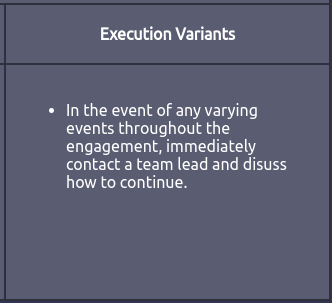 Execution Variants
• In the event of any varying
events throughout the
engagement, immediately
contact a team lead and disuss
how to continue.